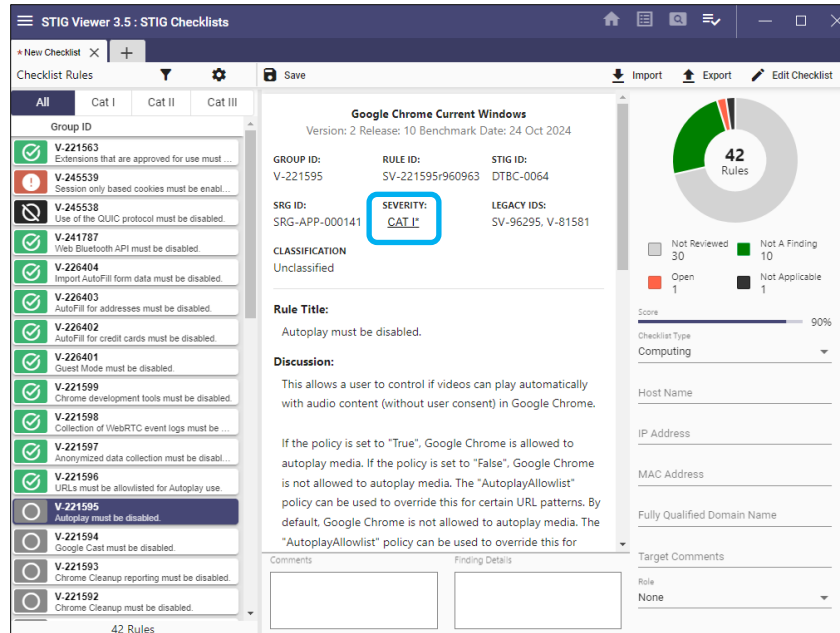 STIG Viewer 3.5 : STIG Checklists
* New Checklist
Checklist Rules
Save
Import
Export
Edit Checklist
All
Cat I
Cat II
Cat III
Group ID
V-221563
Extensions that are approved for use must ...
V-245539
Session only based cookies must be enabl...
V-245538
Use of the QUIC protocol must be disabled.
V-241787
Web Bluetooth API must be disabled.
V-226404
Import AutoFill form data must be disabled.
V-226403
AutoFill for addresses must be disabled.
V-226402
AutoFill for credit cards must be disabled.
V-226401
Guest Mode must be disabled.
V-221599
Chrome development tools must be disabled.
V-221598
Collection of WebRTC event logs must be ...
V-221597
Anonymized data collection must be disabl...
V-221596
URLs must be allowlisted for Autoplay use.
V-221595
Autoplay must be disabled.
V-221594
Google Cast must be disabled.
V-221593
Chrome Cleanup reporting must be disabled.
V-221592
Chrome Cleanup must be disabled.
42 Rules
Google Chrome Current Windows
Version: 2 Release: 10 Benchmark Date: 24 Oct 2024
GROUP ID:
V-221595
RULE ID:
SV-221595r960963
STIG ID:
DTBC-0064
SRG ID:
SRG-APP-000141
SEVERITY:
CAT I*
LEGACY IDS:
SV-96295, V-81581
CLASSIFICATION
Unclassified
Rule Title:
Autoplay must be disabled.
Discussion:
This allows a user to control if videos can play automatically
with audio content (without user consent) in Google Chrome.
If the policy is set to "True", Google Chrome is allowed to
autoplay media. If the policy is set to "False", Google Chrome
is not allowed to autoplay media. The "AutoplayAllowlist"
policy can be used to override this for certain URL patterns. By
default, Google Chrome is not allowed to autoplay media. The
"AutoplayAllowlist" policy can be used to override this for
Comments
Finding Details
42
Rules
Not Reviewed
30
Not A Finding
10
Open
1
Not Applicable
1
Score
90%
Checklist Type
Computing
Host Name
IP Address
MAC Address
Fully Qualified Domain Name
Target Comments
Role
None